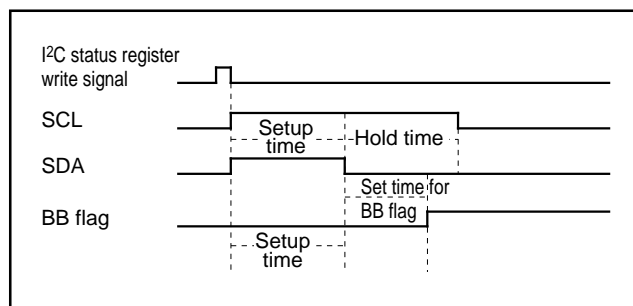 I2C status register
write signal
SCL
Setup
time
Hold time
SDA
Set time for
BB flag
BB flag
Setup
time